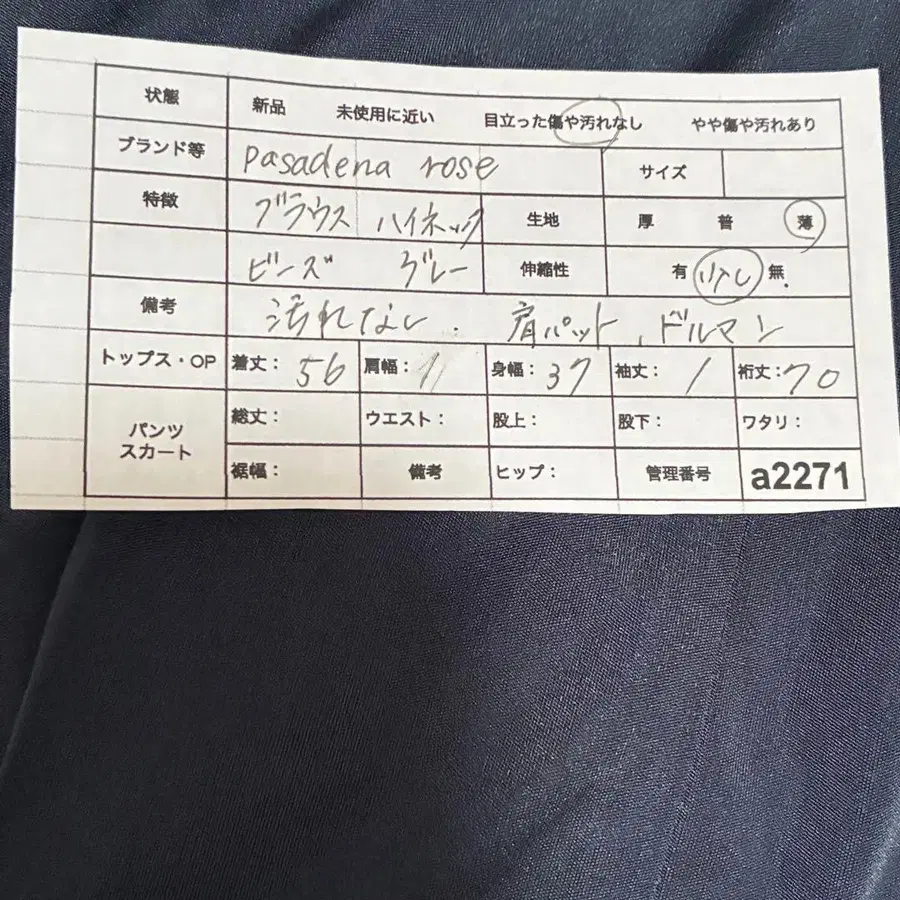 状態 新品 未使用に近い 目立った傷や汚れなし やや傷や汚れあり
ブランド等 pasadena rose サイズ
特徴 ブラウス ハイネック 生地 厚 普 薄
ビーズ グレー 伸縮性 有 少し 無
備考 汚れなし. 肩パット、ドルマン
トップス・OP 着丈: 56 肩幅: / 身幅: 37 袖丈: / 裄丈: 70
パンツ スカート 総丈: ウエスト: 股上: 股下: ワタリ:
裾幅: 備考 ヒップ: 管理番号 a2271